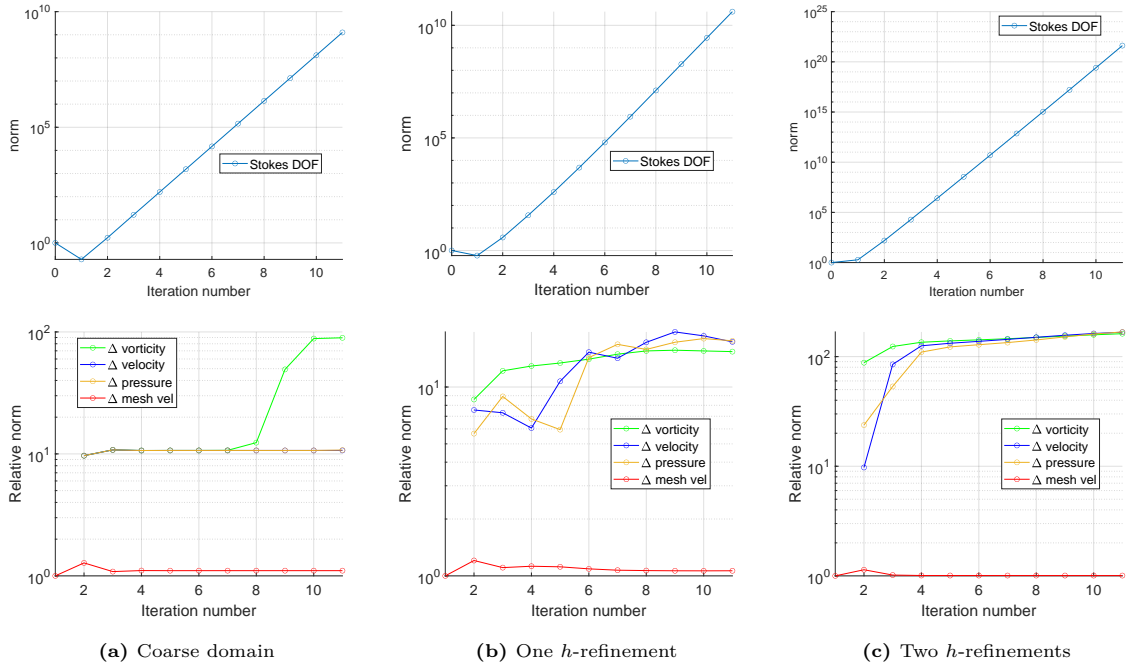 10^10
10^5
10^0
norm
Stokes DOF
0 2 4 6 8 10
Iteration number
10^10
10^5
10^0
norm
Stokes DOF
0 2 4 6 8 10
Iteration number
10^25
10^20
10^15
10^10
10^5
10^0
norm
Stokes DOF
0 2 4 6 8 10
Iteration number
10^2
10^1
10^0
Relative norm
Δ vorticity
Δ velocity
Δ pressure
Δ mesh vel
2 4 6 8 10
Iteration number
10^1
10^0
Relative norm
Δ vorticity
Δ velocity
Δ pressure
Δ mesh vel
2 4 6 8 10
Iteration number
10^2
10^1
10^0
Relative norm
Δ vorticity
Δ velocity
Δ pressure
Δ mesh vel
2 4 6 8 10
Iteration number
(a) Coarse domain
(b) One h-refinement
(c) Two h-refinements